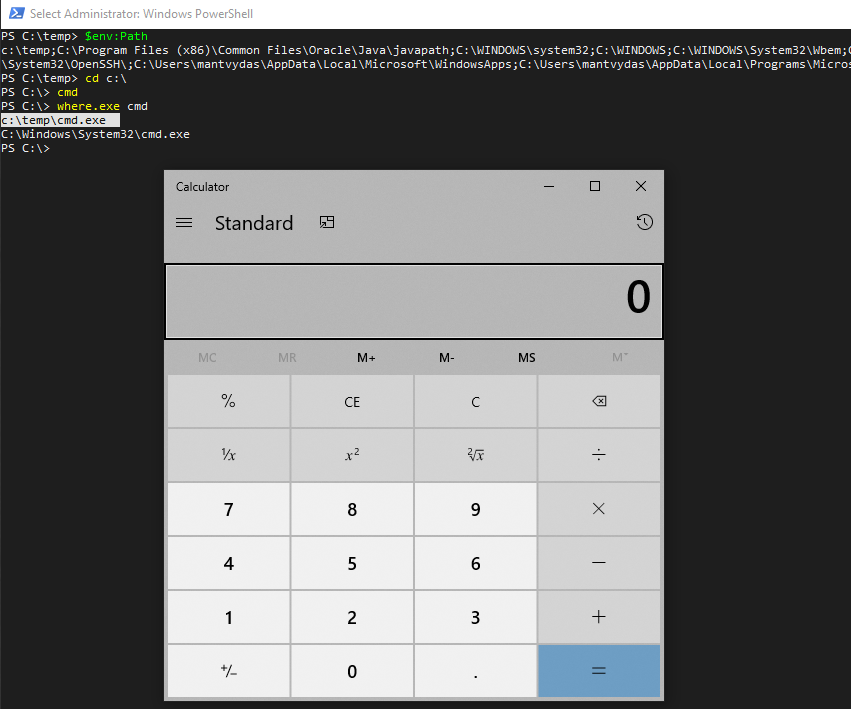 Select Administrator: Windows PowerShell
PS C:\temp> $env:Path
c:\temp;C:\Program Files (x86)\Common Files\Oracle\Java\javapath;C:\WINDOWS\system32;C:\WINDOWS;C:\WINDOWS\System32\Wbem;
\System32\OpenSSH\;C:\Users\mantvydas\AppData\Local\Microsoft\WindowsApps;C:\Users\mantvydas\AppData\Local\Programs\Micros
PS C:\temp> cd c:\
PS C:\> cmd
PS C:\> where.exe cmd
c:\temp\cmd.exe
C:\Windows\System32\cmd.exe
PS C:\>
Calculator
Standard
0
MC MR M+ M- MS M˅
% CE C
¹⁄x x² ²√x ÷
7 8 9 ×
4 5 6 −
1 2 3 +
+/− 0 . =